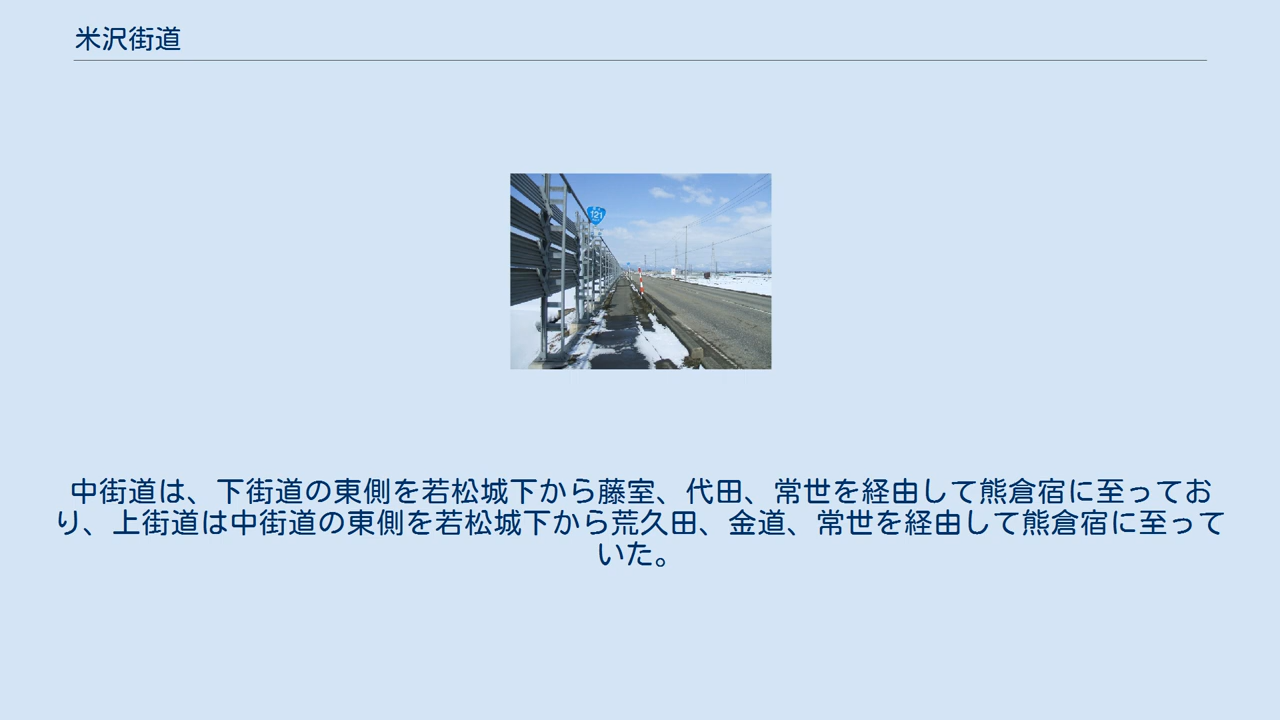 米沢街道
121
中街道は、下街道の東側を若松城下から藤室、代田、常世を経由して熊倉宿に至ってお
り、上街道は中街道の東側を若松城下から荒久田、金道、常世を経由して熊倉宿に至って
いた。